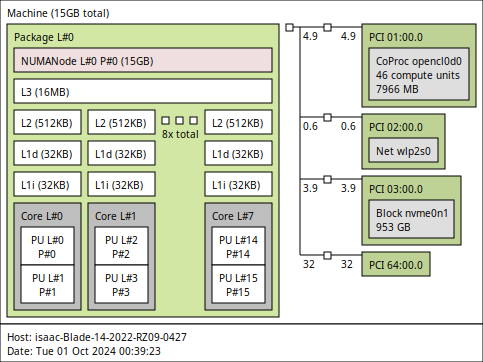 Machine (15GB total)
Package L#0
NUMANode L#0 P#0 (15GB)
L3 (16MB)
L2 (512KB) L2 (512KB) L2 (512KB)
8x total
L1d (32KB) L1d (32KB) L1d (32KB)
L1i (32KB) L1i (32KB) L1i (32KB)
Core L#0 Core L#1 Core L#7
PU L#0 PU L#2 PU L#14
P#0 P#2 P#14
PU L#1 PU L#3 PU L#15
P#1 P#3 P#15
4.9 4.9 PCI 01:00.0
CoProc opencl0d0
46 compute units
7966 MB
0.6 0.6 PCI 02:00.0
Net wlp2s0
3.9 3.9 PCI 03:00.0
Block nvme0n1
953 GB
32 32 PCI 64:00.0
Host: isaac-Blade-14-2022-RZ09-0427
Date: Tue 01 Oct 2024 00:39:23